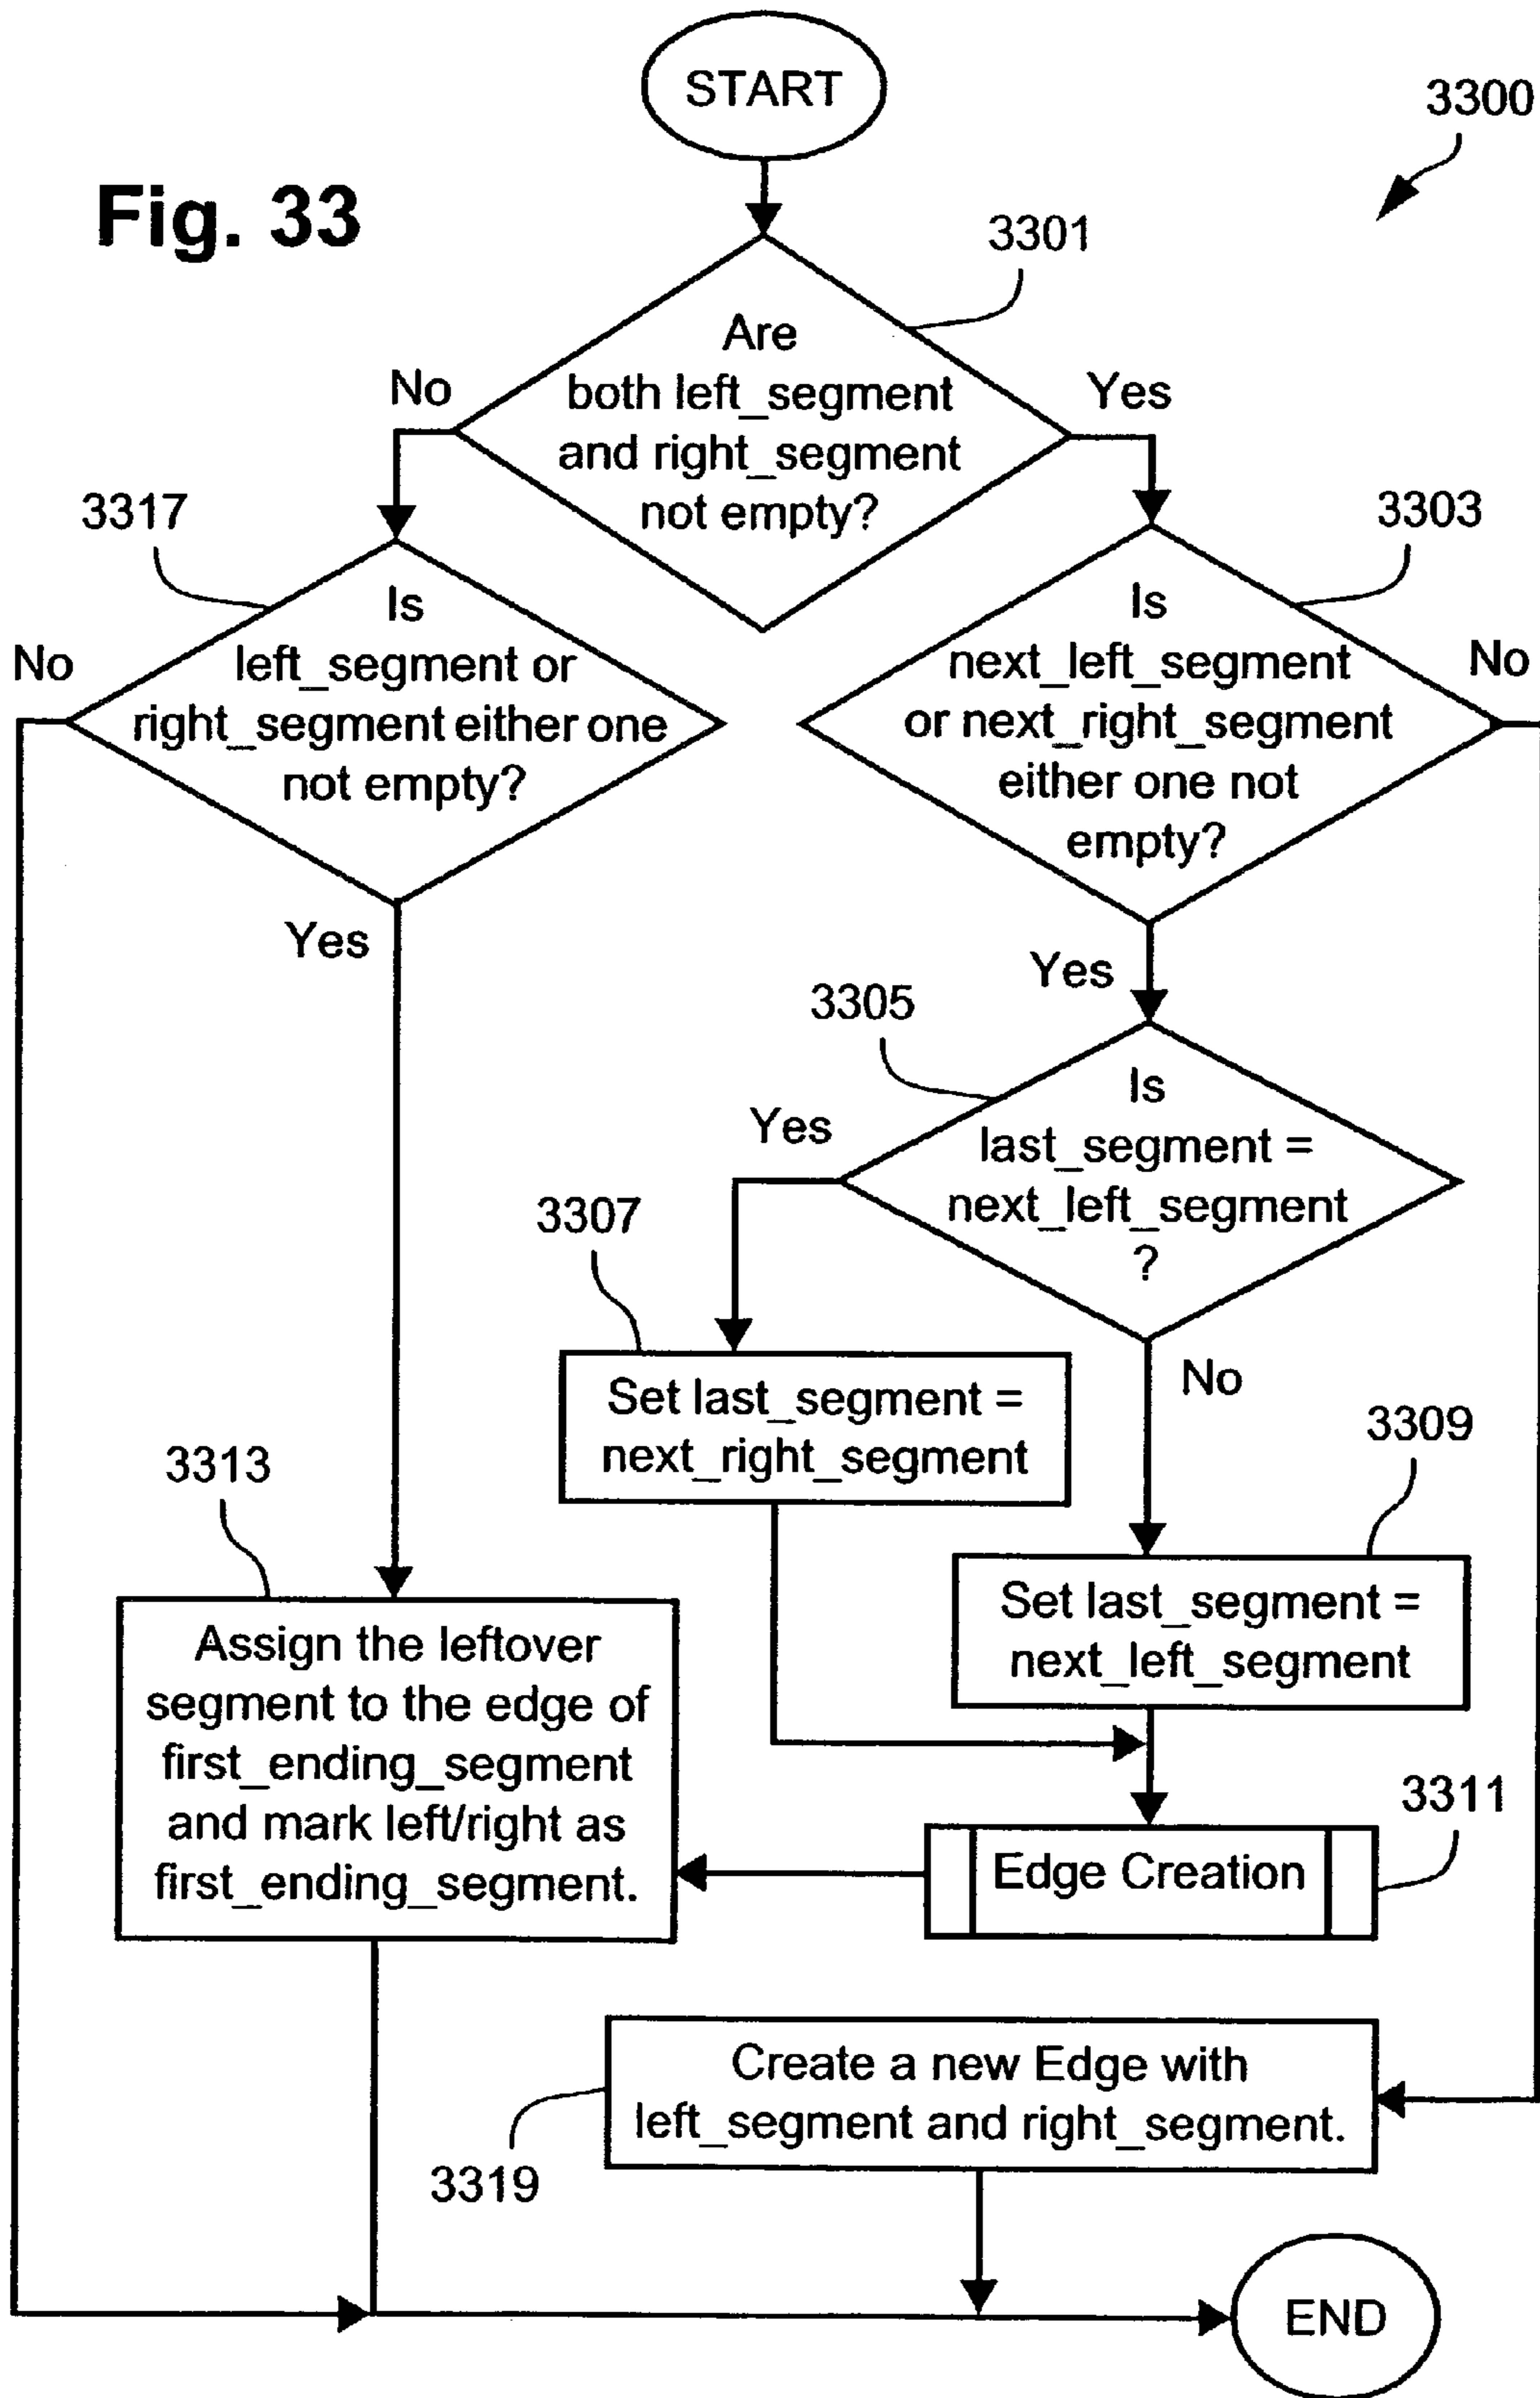 START
3300
Fig. 33
3301
Are
both left_segment
and right_segment
not empty?
No
Yes
3317
3303
Is
left_segment or
right_segment either one
not empty?
No
Yes
Is
next_left_segment
or next_right_segment
either one not
empty?
No
Yes
3305
Is
last_segment =
next_left_segment
?
Yes
No
3307
Set last_segment =
next_right_segment
3309
Set last_segment =
next_left_segment
3313
Assign the leftover
segment to the edge of
first_ending_segment
and mark left/right as
first_ending_segment.
3311
Edge Creation
Create a new Edge with
left_segment and right_segment.
3319
END